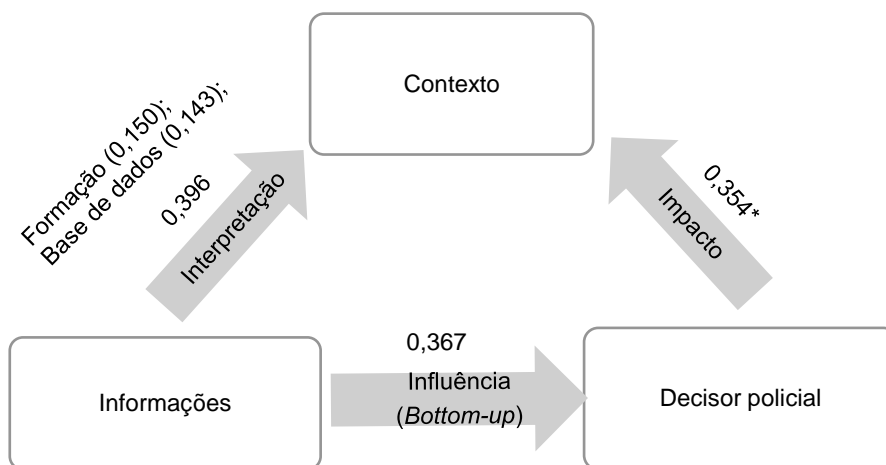 Contexto
Formação (0,150);
Base de dados (0,143);
0,396
Interpretação
0,354*
Impacto
Informações
0,367
Influência
(Bottom-up)
Decisor policial